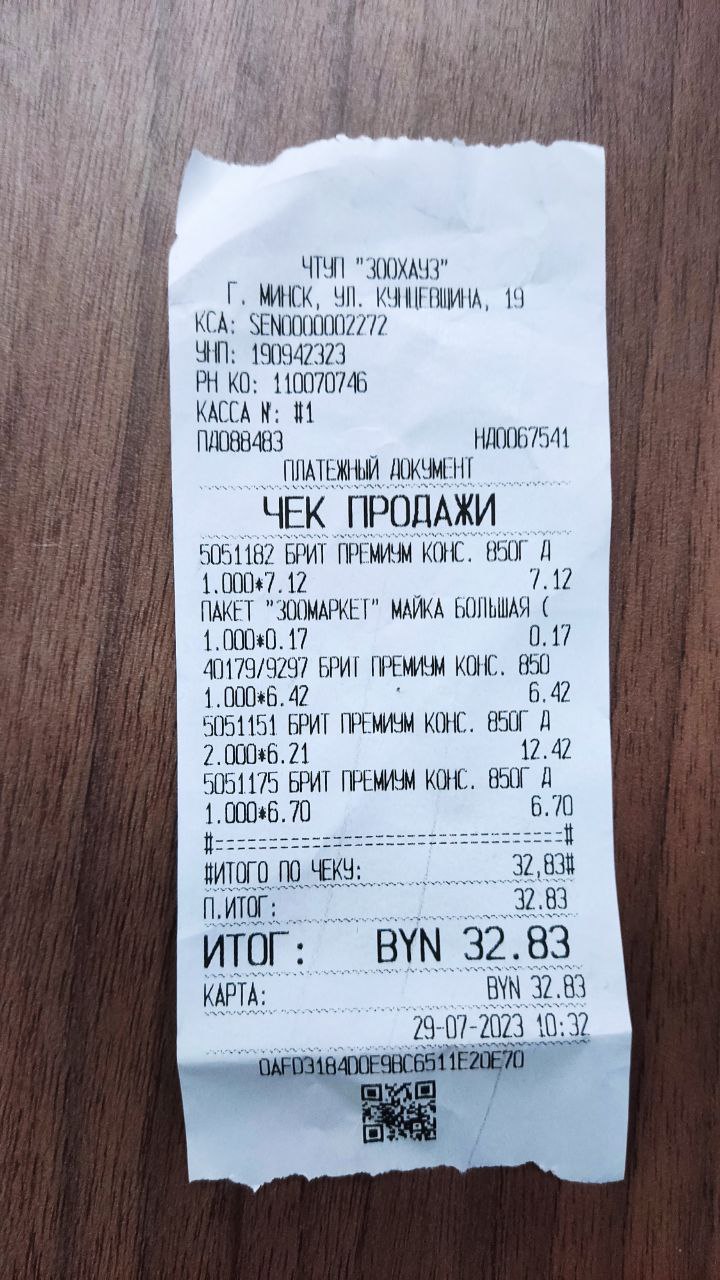 ЧТУП "ЗООХАУЗ"
Г. МИНСК, УЛ. КУНЦЕВЩИНА, 19
КСА: SEN0000002272
УНП: 190942323
РН КО: 110070746
КАССА №: #1
ПД088483 НД0067541
ПЛАТЕЖНЫЙ ДОКУМЕНТ
ЧЕК ПРОДАЖИ
5051182 БРИТ ПРЕМИУМ КОНС. 850Г Д
1.000*7.12 7.12
ПАКЕТ "ЗООМАРКЕТ" МАЙКА БОЛЬШАЯ (
1.000*0.17 0.17
40179/9297 БРИТ ПРЕМИУМ КОНС. 850
1.000*6.42 6.42
5051151 БРИТ ПРЕМИУМ КОНС. 850Г Д
2.000*6.21 12.42
5051175 БРИТ ПРЕМИУМ КОНС. 850Г Д
1.000*6.70 6.70
#================================#
#ИТОГО ПО ЧЕКУ: 32,83#
П.ИТОГ: 32.83
ИТОГ: BYN 32.83
КАРТА: BYN 32.83
29-07-2023 10:32
0AFD3184D0E9BC6511E20E70